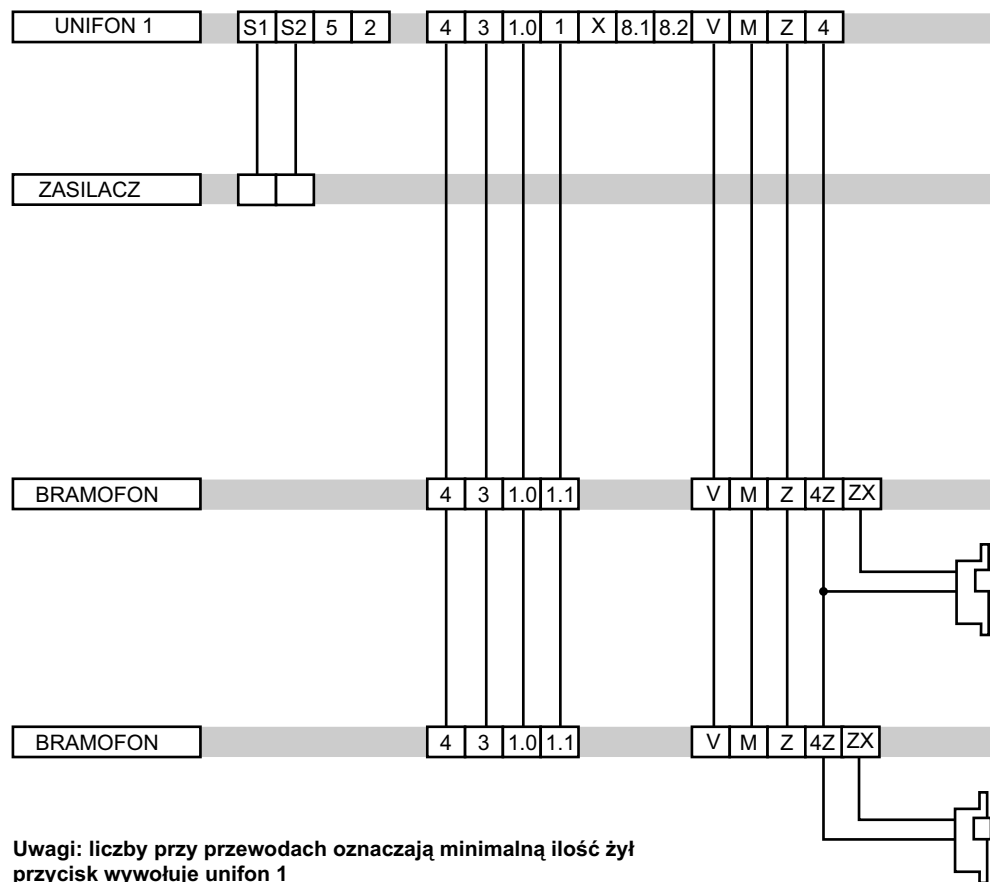 UNIFON 1 S1 S2 5 2 4 3 1.0 1 X 8.1 8.2 V M Z 4
ZASILACZ
BRAMOFON 4 3 1.0 1.1 V M Z 4Z ZX
BRAMOFON 4 3 1.0 1.1 V M Z 4Z ZX
Uwagi: liczby przy przewodach oznaczają minimalną ilość żył
przycisk wywołuje unifon 1